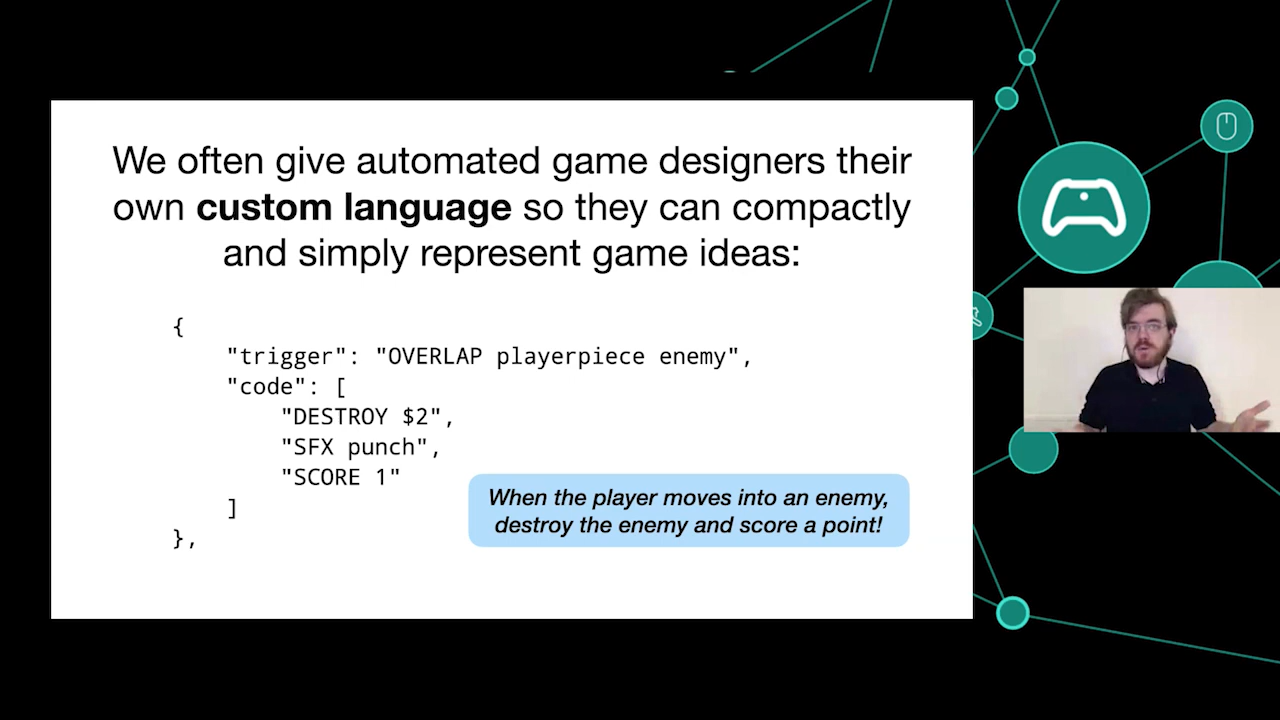 We often give automated game designers their
own custom language so they can compactly
and simply represent game ideas:
{
"trigger": "OVERLAP playerpiece enemy",
"code": [
"DESTROY $2",
"SFX punch",
"SCORE 1"
]
},
When the player moves into an enemy,
destroy the enemy and score a point!